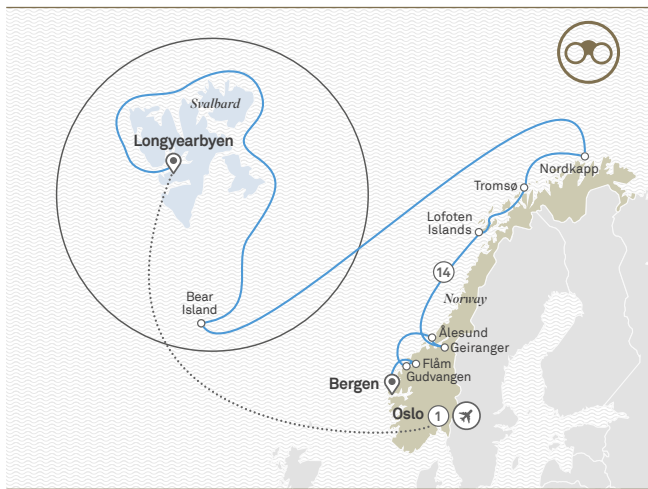 Svalbard
Longyearbyen
Nordkapp
Tromsø
Lofoten
Islands
14
Bear
Island
Norway
Ålesund
Geiranger
Flåm
Gudvangen
Bergen
Oslo 1